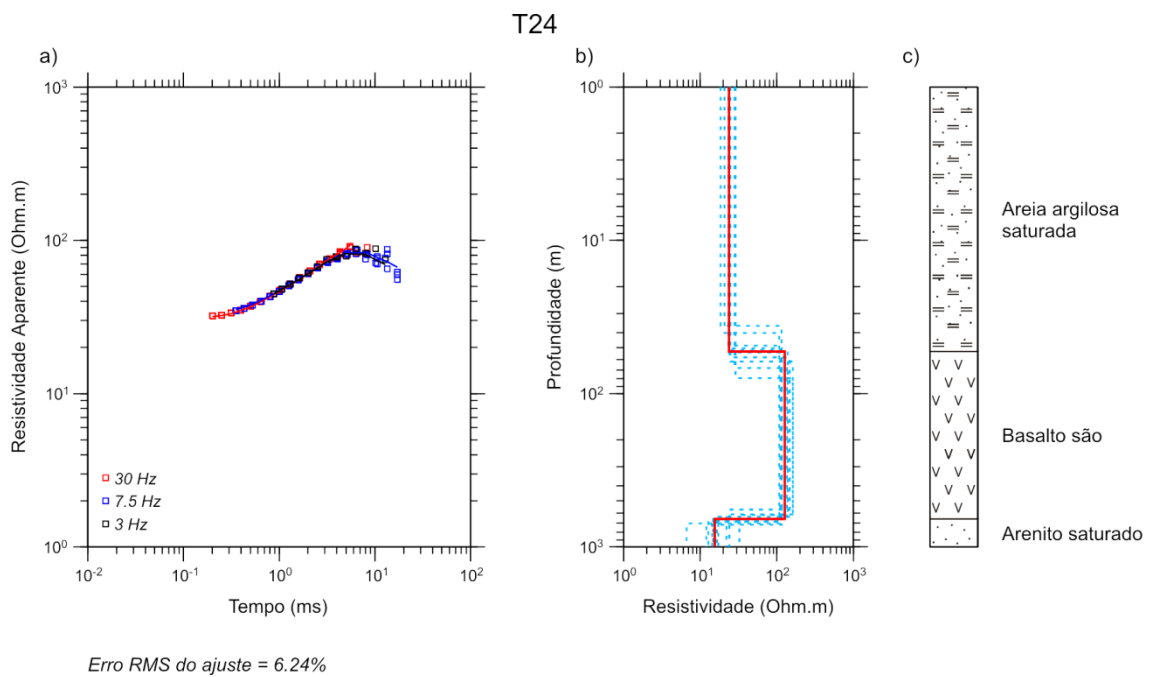 T24
a)
b)
c)
10³
10²
10¹
10⁰
Resistividade Aparente (Ohm.m)
30 Hz
7.5 Hz
3 Hz
10⁻²
10⁻¹
10⁰
10¹
10²
Tempo (ms)
10⁰
10¹
10²
10³
Profundidade (m)
10⁰
10¹
10²
10³
Resistividade (Ohm.m)
Areia argilosa
saturada
Basalto são
Arenito saturado
Erro RMS do ajuste = 6.24%